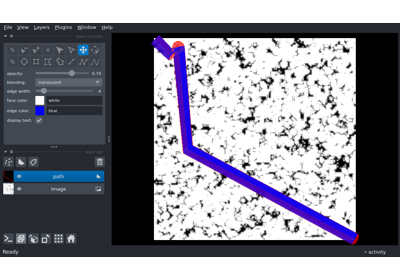 File View Layers Plugins Window Help
opacity: 0.70
blending: translucent
edge width:
face color: white
edge color: blue
display text:
path
Image
Ready activity